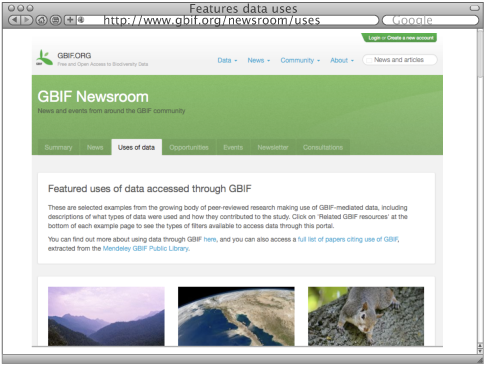 Features data uses
http://www.gbif.org/newsroom/uses
Google
Login or Create a new account
GBIF.ORG
Free and Open Access to Biodiversity Data
Data News Community About News and articles
GBIF Newsroom
News and events from around the GBIF community
Summary News Uses of data Opportunities Events Newsletter Consultations
Featured uses of data accessed through GBIF
These are selected examples from the growing body of peer-reviewed research making use of GBIF-mediated data, including
descriptions of what types of data were used and how they contributed to the study. Click on 'Related GBIF resources' at the
bottom of each example page to see the types of filters available to access data through this portal.
You can find out more about using data through GBIF here, and you can also access a full list of papers citing use of GBIF,
extracted from the Mendeley GBIF Public Library.